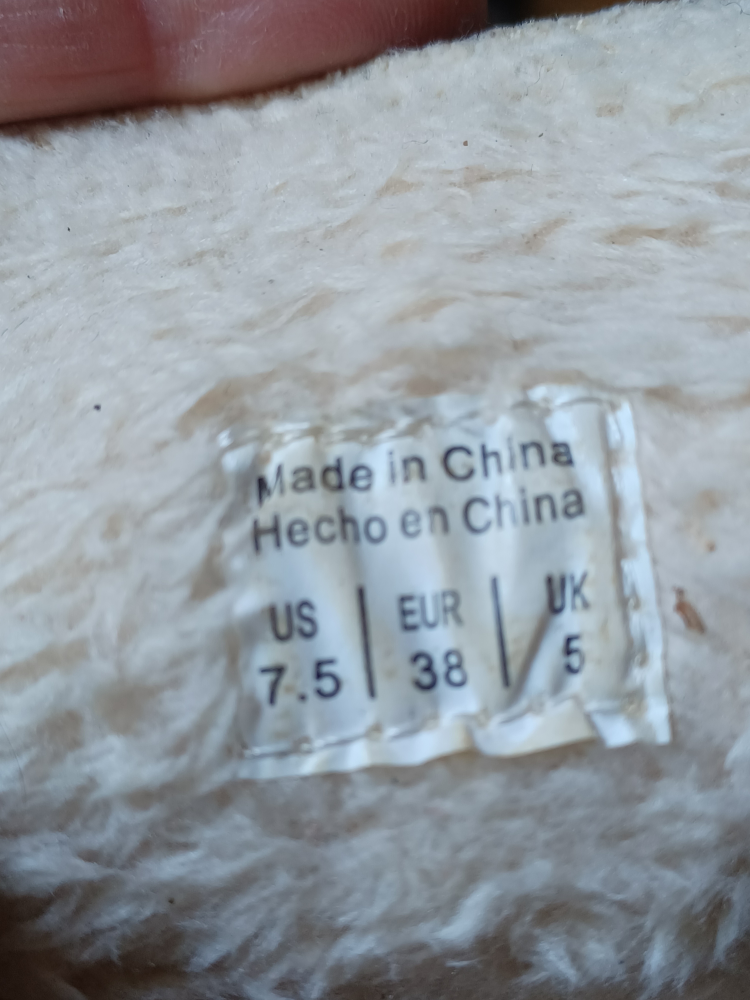 Made in China
Hecho en China
US | EUR | UK
7.5 | 38 | 5